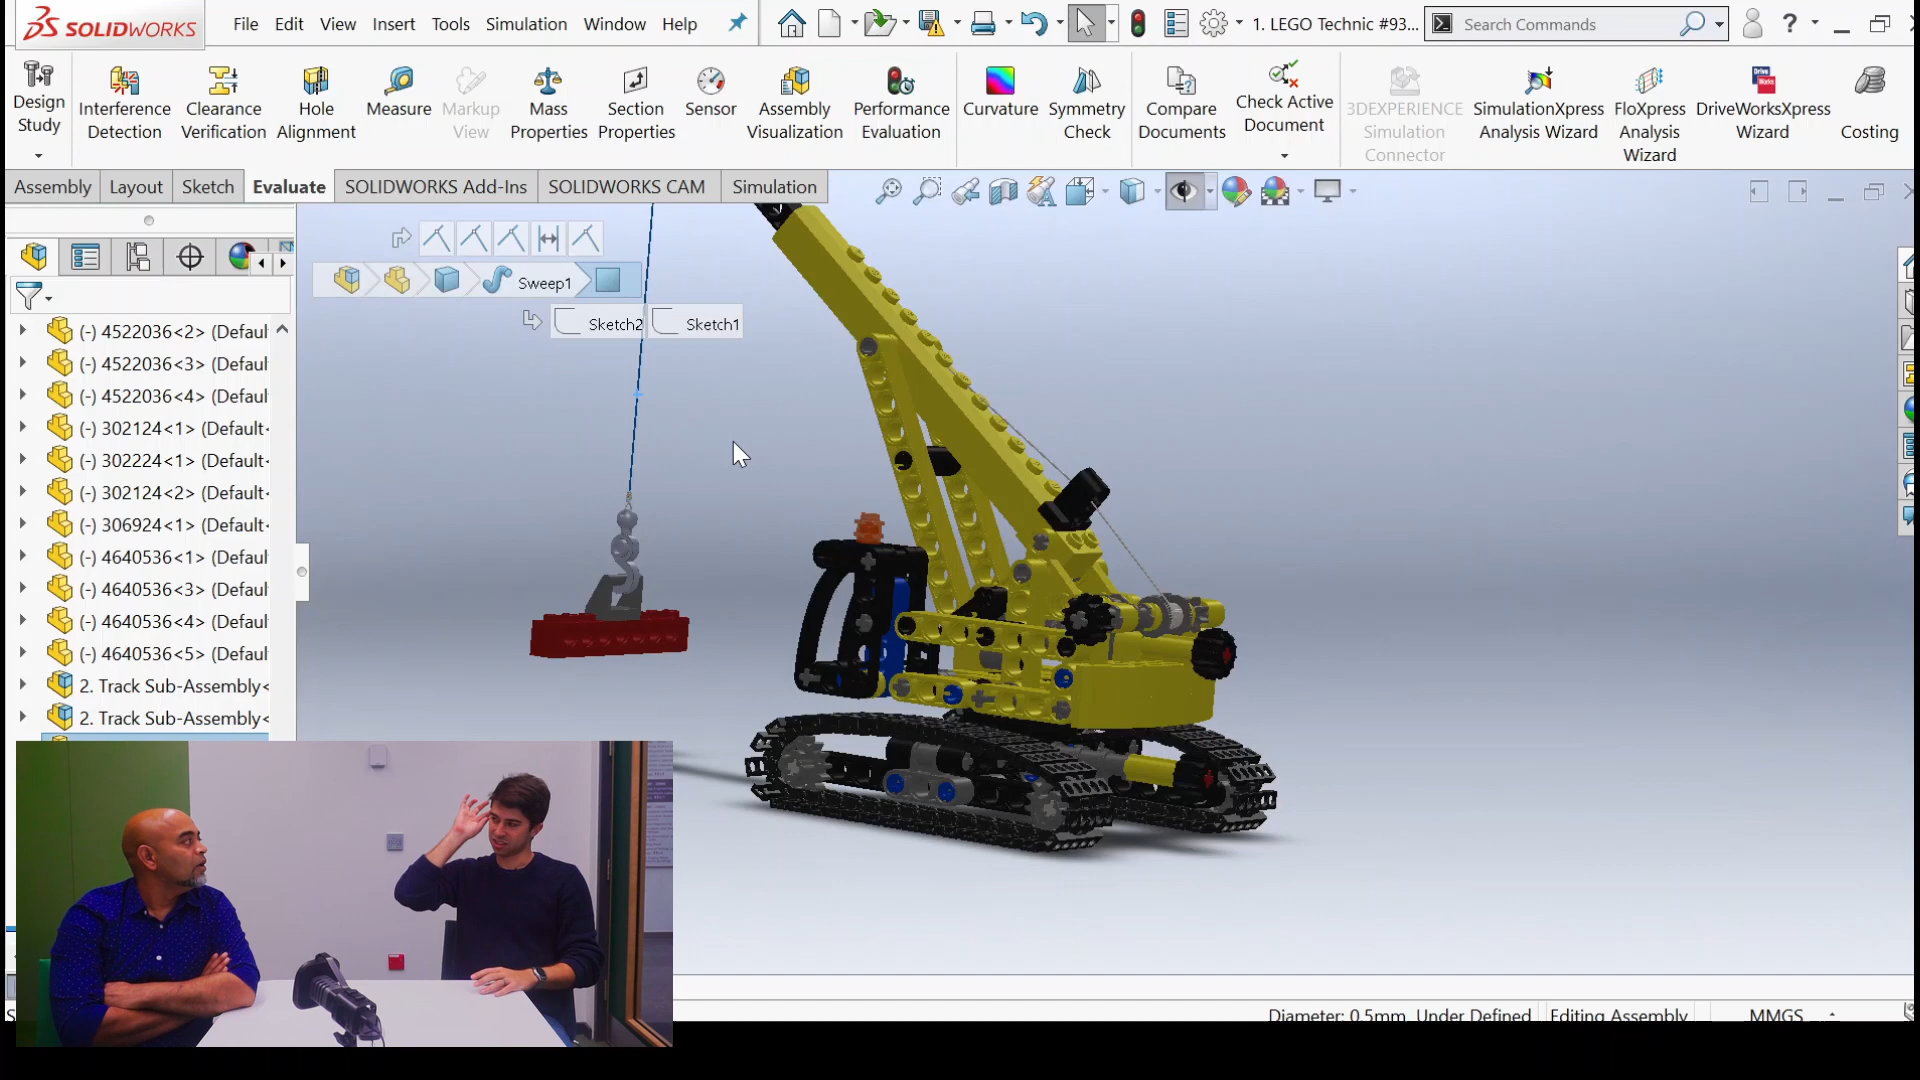 SOLIDWORKS File Edit View Insert Tools Simulation Window Help 1. LEGO Technic #93... Search Commands ?
Design Study
Interference Detection
Clearance Verification
Hole Alignment
Measure
Markup View
Mass Properties
Section Properties
Sensor
Assembly Visualization
Performance Evaluation
Curvature
Symmetry Check
Compare Documents
Check Active Document
3DEXPERIENCE Simulation Connector
SimulationXpress Analysis Wizard
FloXpress Analysis Wizard
DriveWorksXpress Wizard
Costing
Assembly Layout Sketch Evaluate SOLIDWORKS Add-Ins SOLIDWORKS CAM Simulation
Sweep1
Sketch2 Sketch1
(-) 4522036<2> (Defaul
(-) 4522036<3> (Defaul
(-) 4522036<4> (Defaul
(-) 302124<1> (Default<
(-) 302224<1> (Default<
(-) 302124<2> (Default<
(-) 306924<1> (Default<
(-) 4640536<1> (Defaul
(-) 4640536<3> (Defaul
(-) 4640536<4> (Defaul
(-) 4640536<5> (Defaul
2. Track Sub-Assembly<
2. Track Sub-Assembly<
Diameter: 0.5mm Under Defined Editing Assembly MMGS